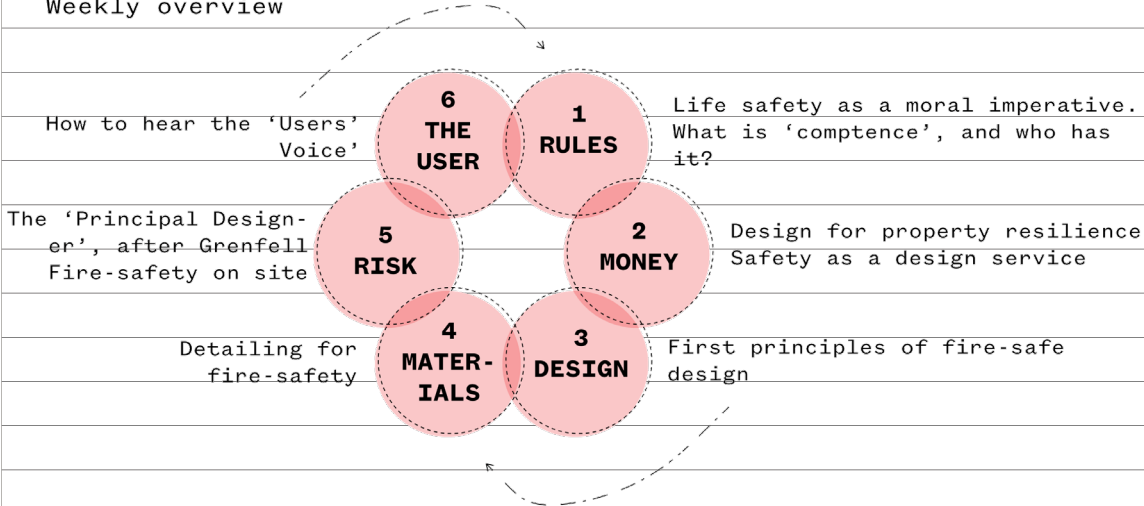 Weekly overview
6
THE
USER
How to hear the ‘Users’
Voice’
1
RULES
Life safety as a moral imperative.
What is ‘comptence’, and who has
it?
2
MONEY
Design for property resilience
Safety as a design service
3
DESIGN
First principles of fire-safe
design
4
MATER-
IALS
Detailing for
fire-safety
5
RISK
The ‘Principal Design-
er’, after Grenfell
Fire-safety on site